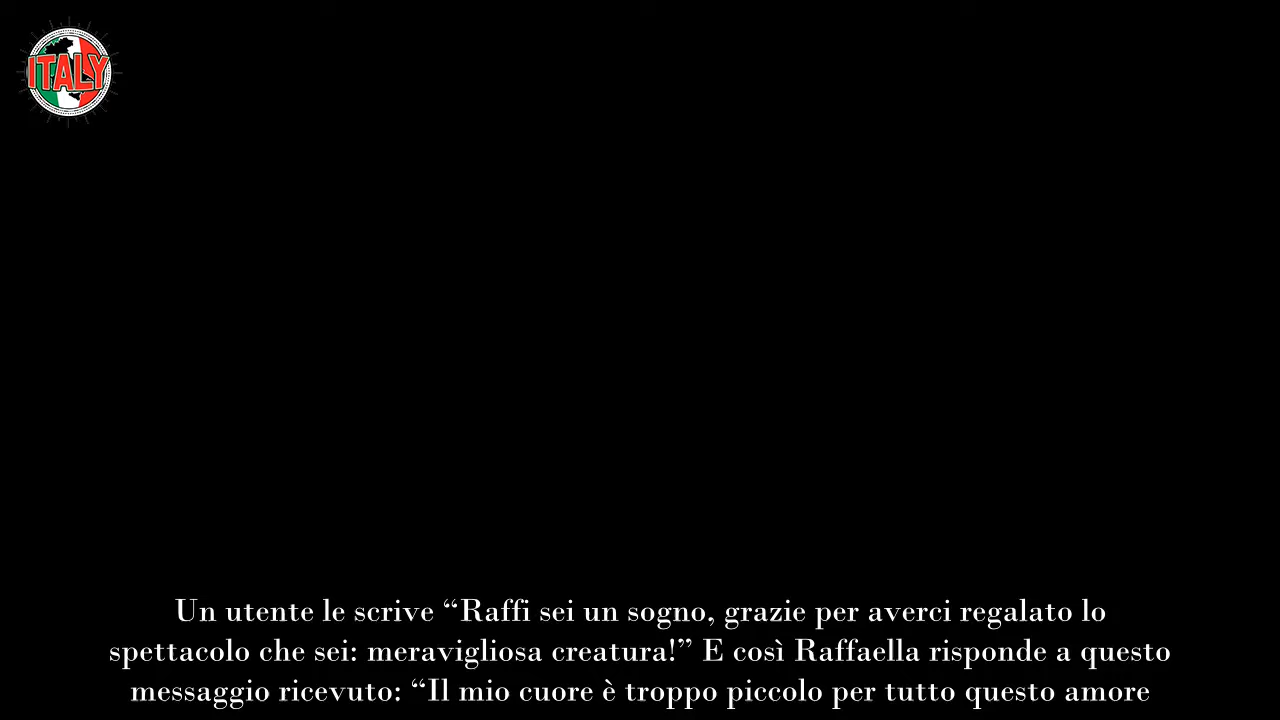 ITALY
Un utente le scrive “Raffi sei un sogno, grazie per averci regalato lo
spettacolo che sei: meravigliosa creatura!” E così Raffaella risponde a questo
messaggio ricevuto: “Il mio cuore è troppo piccolo per tutto questo amore